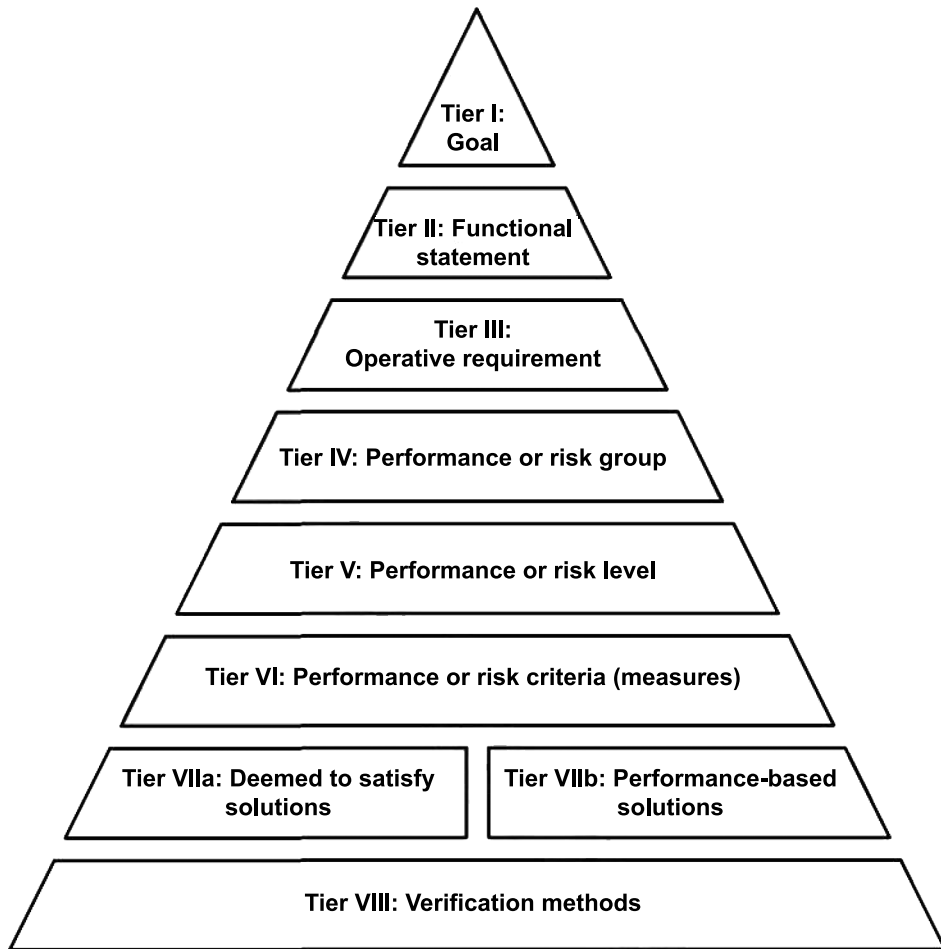 Tier I:
Goal
Tier II: Functional
statement
Tier III:
Operative requirement
Tier IV: Performance or risk group
Tier V: Performance or risk level
Tier VI: Performance or risk criteria (measures)
Tier VIIa: Deemed to satisfy
solutions
Tier VIIb: Performance-based
solutions
Tier VIII: Verification methods